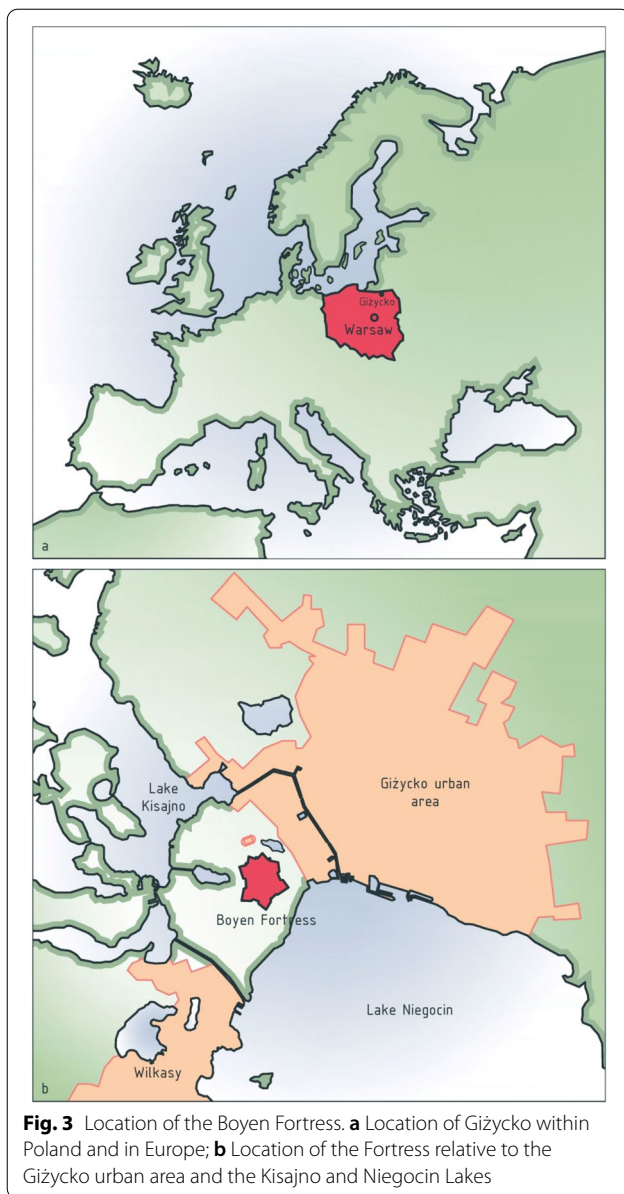 Giżycko
Warsaw
a
Lake
Kisajno
Giżycko urban
area
Boyen Fortress
Lake Niegocin
Wilkasy
b
Fig. 3 Location of the Boyen Fortress. a Location of Giżycko within
Poland and in Europe; b Location of the Fortress relative to the
Giżycko urban area and the Kisajno and Niegocin Lakes